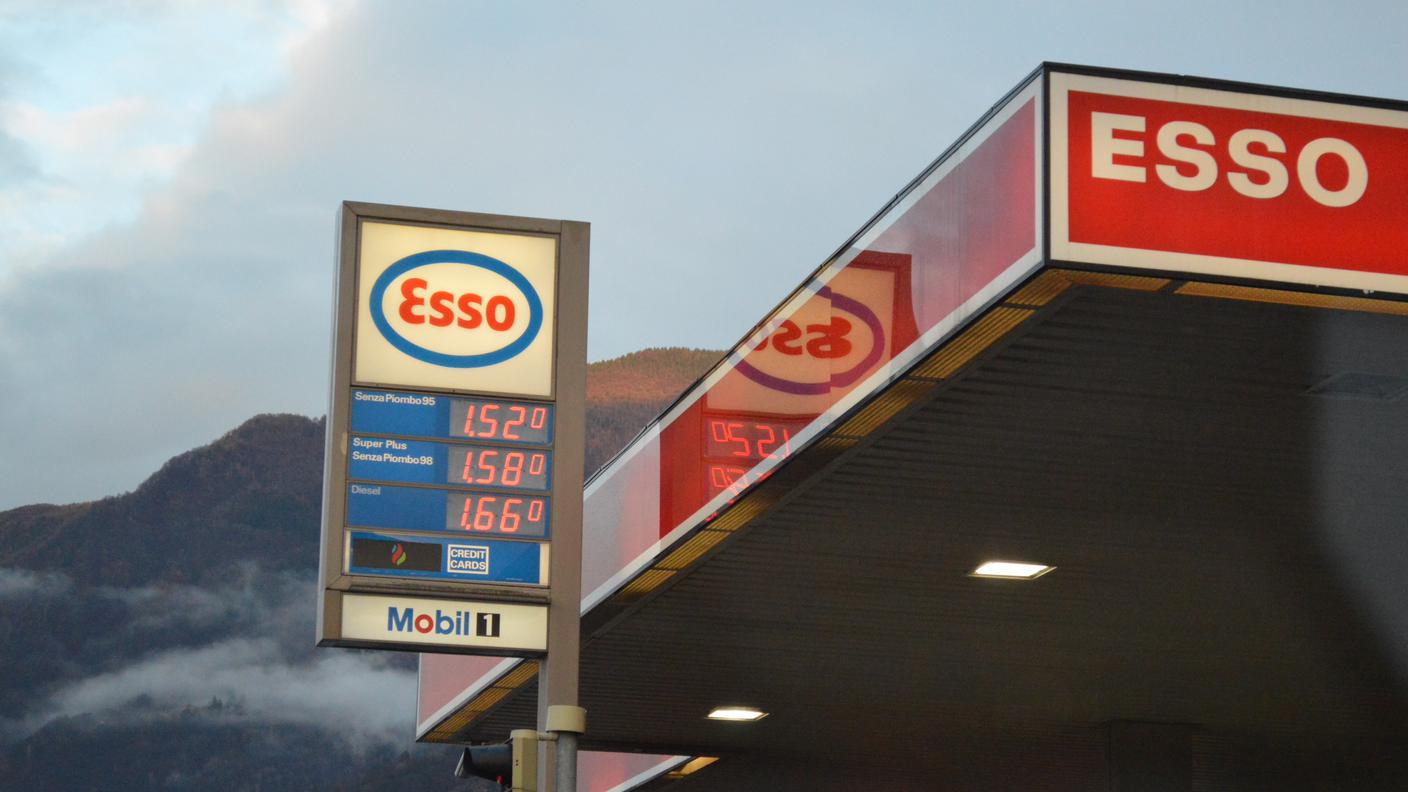 Esso
Senza Piombo 95
1.520
Super Plus
Senza Piombo 98
1.580
Diesel
1.660
CREDIT
CARDS
Mobil 1
ESSO